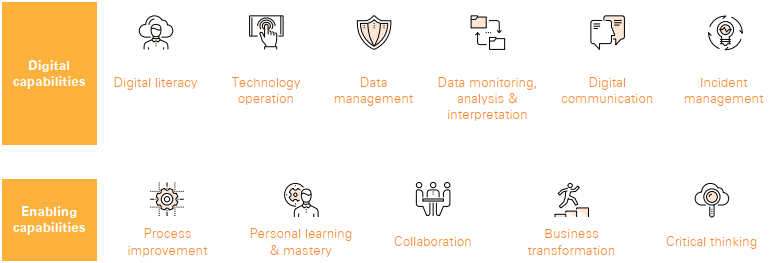 Digital
capabilities
Digital literacy
Technology
operation
Data
management
Data monitoring,
analysis &
interpretation
Digital
communication
Incident
management
Enabling
capabilities
Process
improvement
Personal learning
& mastery
Collaboration
Business
transformation
Critical thinking